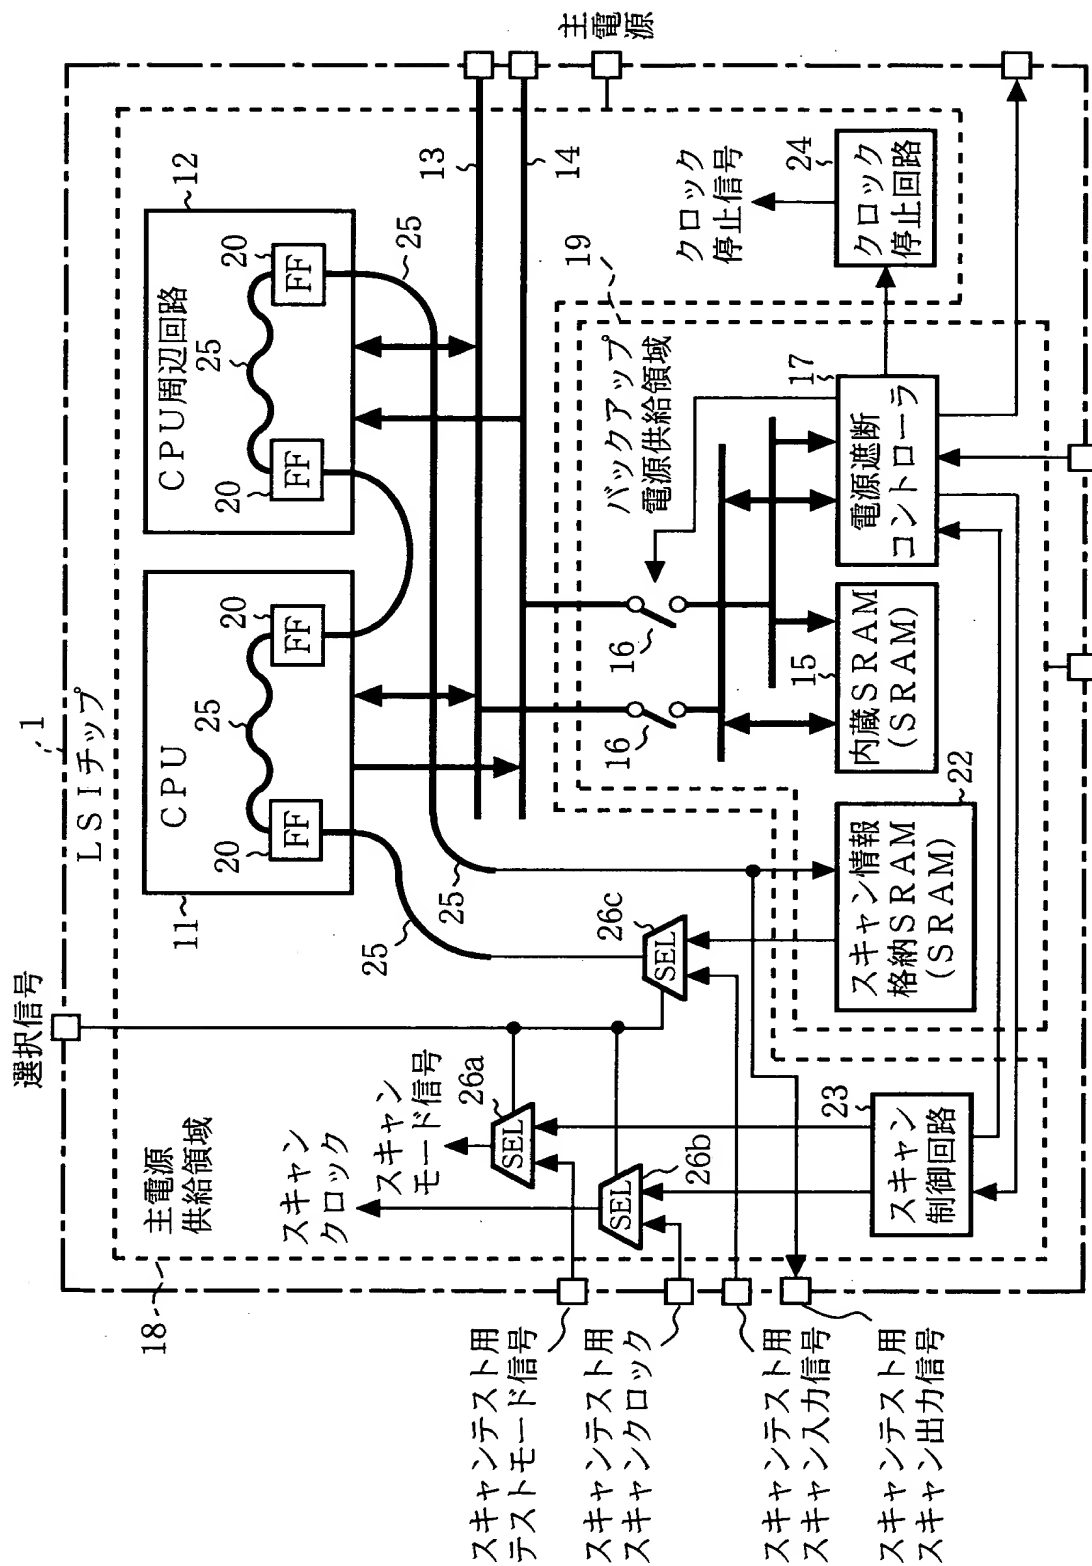 1
LSIチップ
選択信号
18
主電源
供給領域
11
CPU
20
FF
25
20
FF
12
CPU周辺回路
20
FF
25
20
FF
25
13
14
主電源
25
25
スキャン
クロック
スキャン
モード信号
26a
SEL
26b
SEL
26c
SEL
16
16
バックアップ
電源供給領域
19
クロック
停止信号
24
クロック
停止回路
17
電源遮断
コントローラ
15
内蔵SRAM
(SRAM)
22
スキャン情報
格納SRAM
(SRAM)
23
スキャン
制御回路
スキャンテスト用
テストモード信号
スキャンテスト用
スキャンクロック
スキャンテスト用
スキャン入力信号
スキャンテスト用
スキャン出力信号